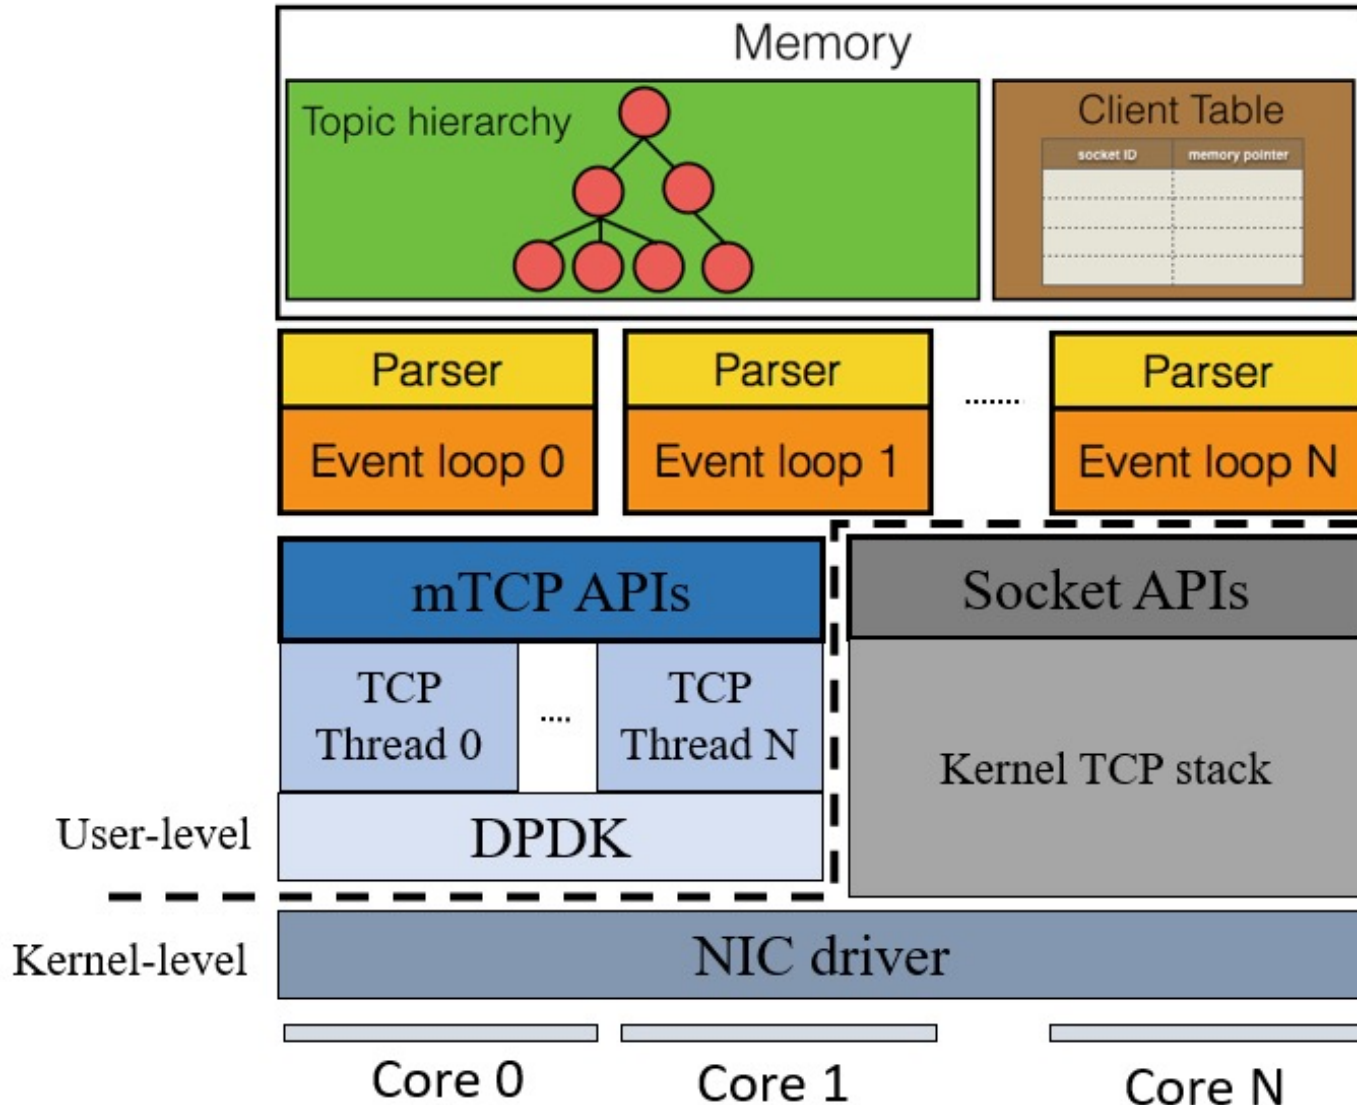 Memory
Topic hierarchy
Client Table
socket ID memory pointer
Parser Parser ........ Parser
Event loop 0 Event loop 1 Event loop N
mTCP APIs Socket APIs
TCP Thread 0 .... TCP Thread N
Kernel TCP stack
User-level
DPDK
Kernel-level
NIC driver
Core 0 Core 1 Core N